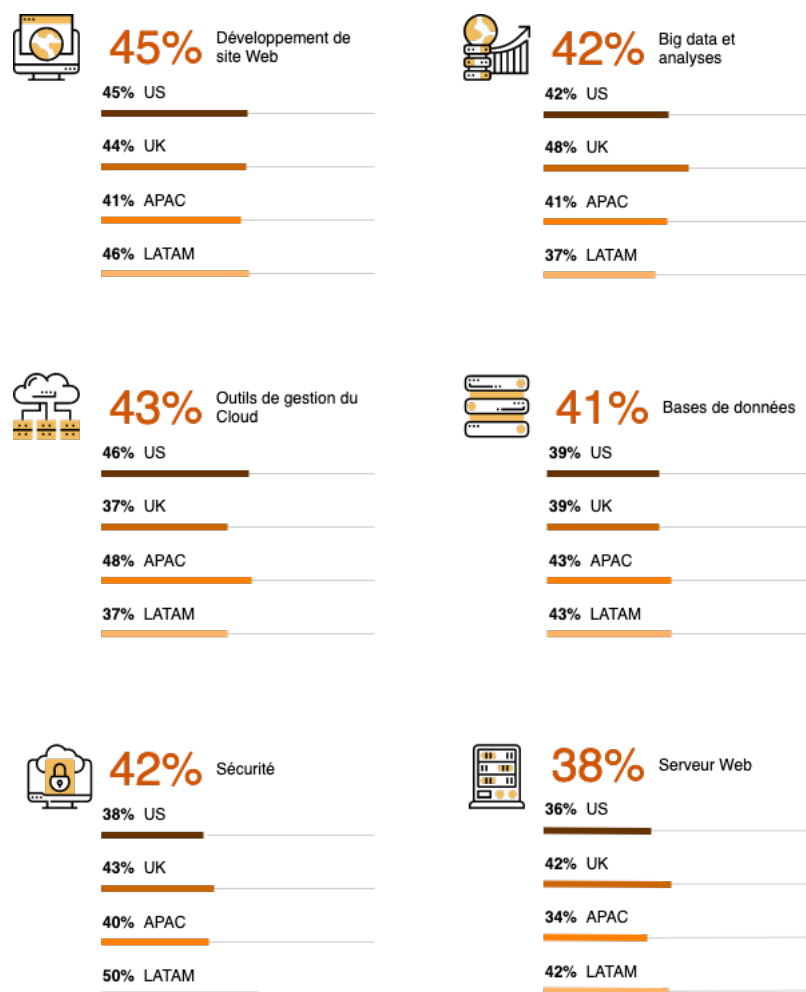 45% Développement de
site Web
45% US
44% UK
41% APAC
46% LATAM
42% Big data et
analyses
42% US
48% UK
41% APAC
37% LATAM
43% Outils de gestion du
Cloud
46% US
37% UK
48% APAC
37% LATAM
41% Bases de données
39% US
39% UK
43% APAC
43% LATAM
42% Sécurité
38% US
43% UK
40% APAC
50% LATAM
38% Serveur Web
36% US
42% UK
34% APAC
42% LATAM